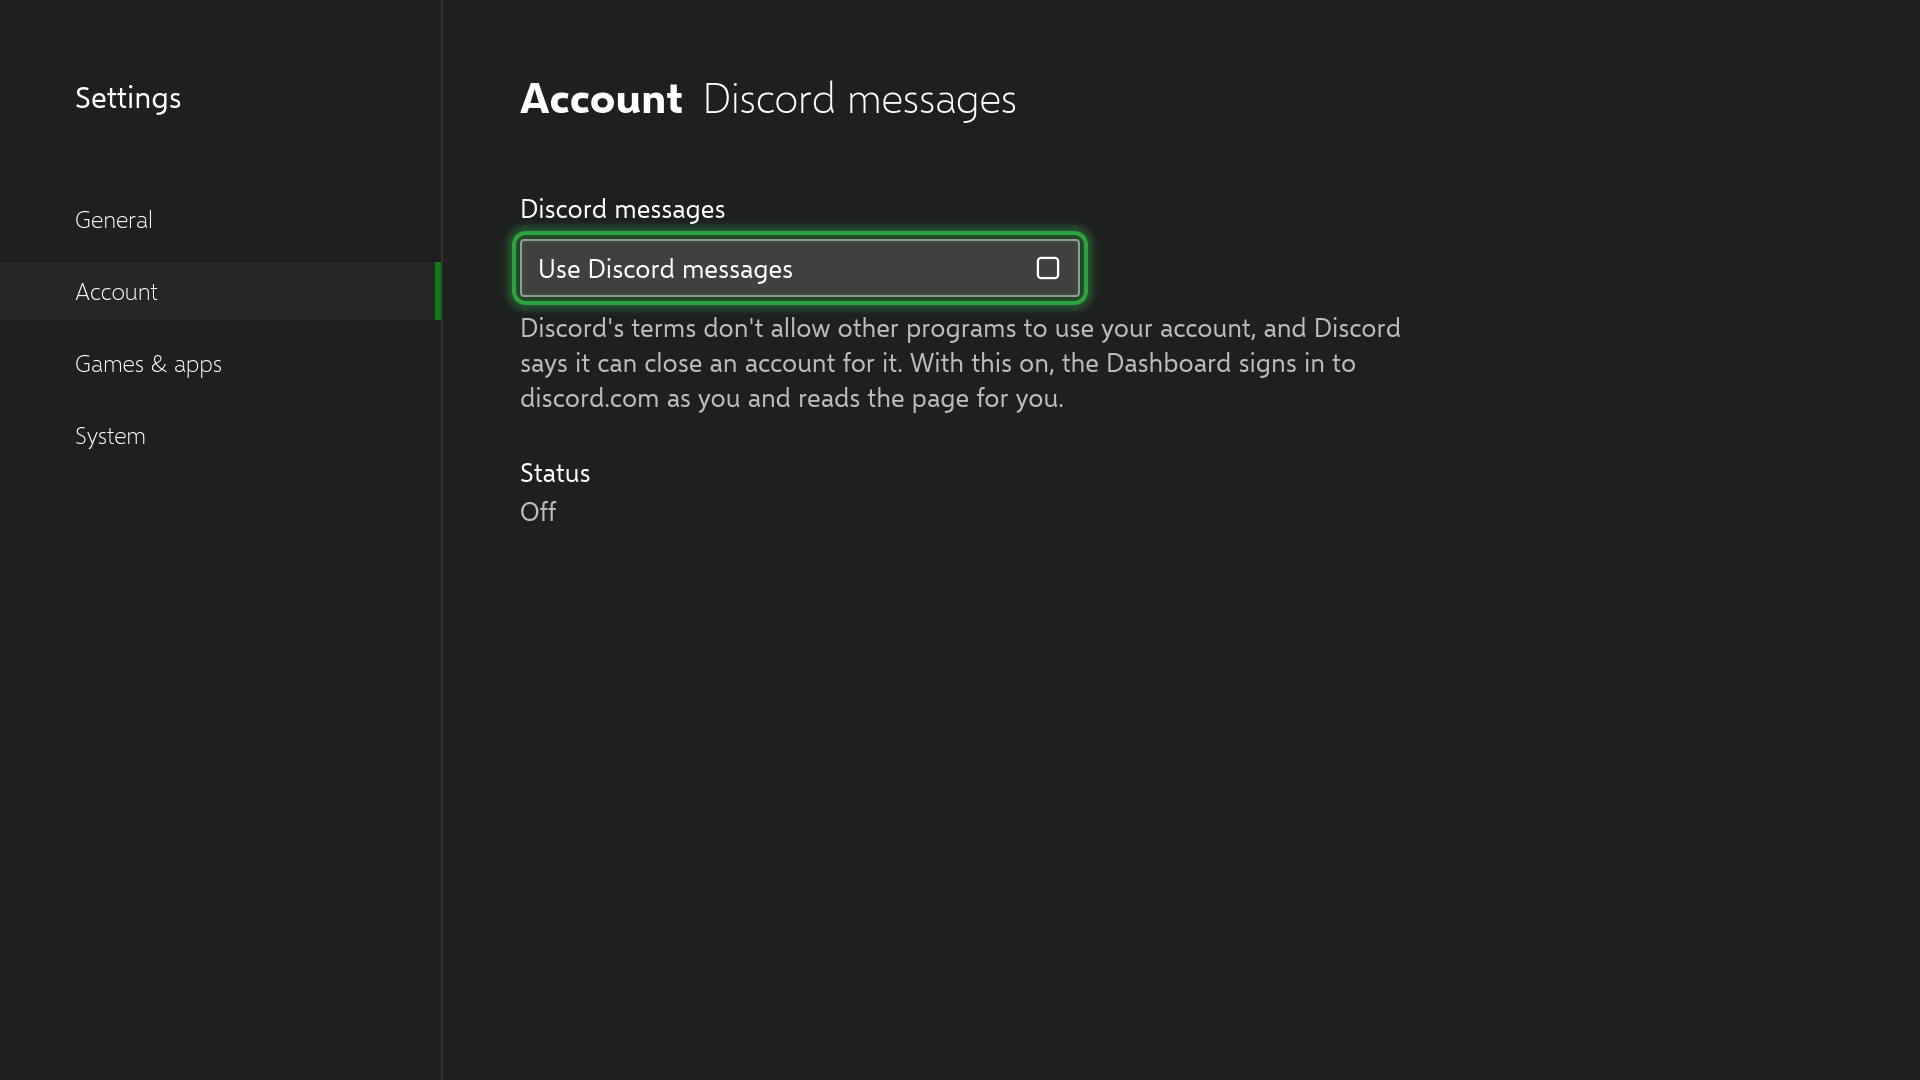 Settings
General
Account
Games & apps
System
Account Discord messages
Discord messages
Use Discord messages
Discord's terms don't allow other programs to use your account, and Discord
says it can close an account for it. With this on, the Dashboard signs in to
discord.com as you and reads the page for you.
Status
Off